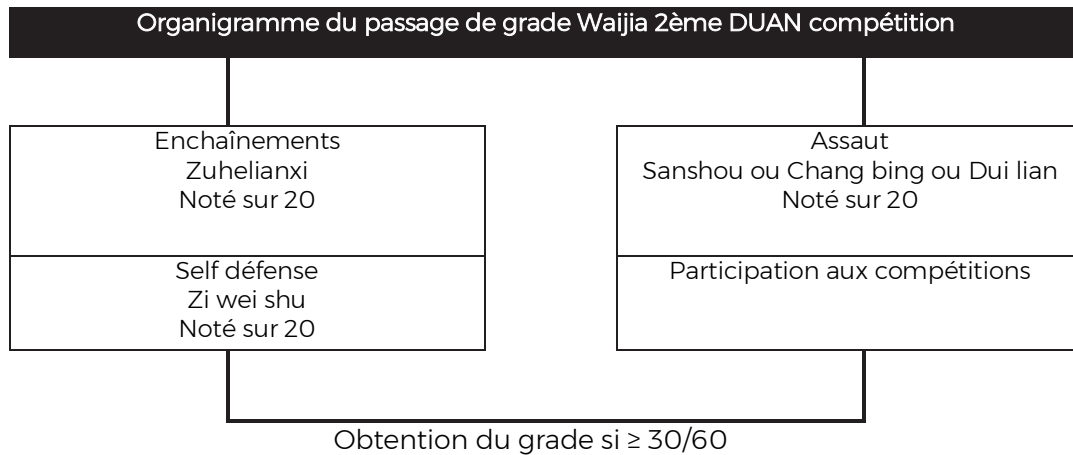 Organigramme du passage de grade Waijia 2ème DUAN compétition
Enchaînements
Zuhelianxi
Noté sur 20
Self défense
Zi wei shu
Noté sur 20
Assaut
Sanshou ou Chang bing ou Dui lian
Noté sur 20
Participation aux compétitions
Obtention du grade si ≥ 30/60